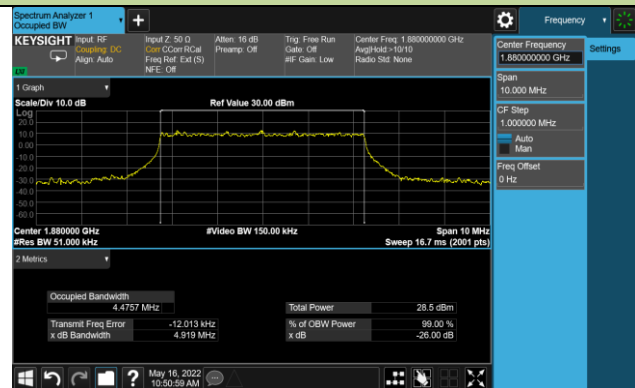 Spectrum Analyzer 1
Occupied BW
Frequency
KEYSIGHT
Input: RF
Coupling: DC
Align: Auto
Input Z: 50 Ω
Corr CCorr RCal
Freq Ref: Ext (S)
NFE: Off
Atten: 16 dB
Preamp: Off
Trig: Free Run
Gate: Off
#IF Gain: Low
Center Freq: 1.880000000 GHz
Avg|Hold:>10/10
Radio Std: None
Center Frequency
1.880000000 GHz
Settings
Span
10.000 MHz
CF Step
1.000000 MHz
Auto
Man
Freq Offset
0 Hz
1 Graph
Scale/Div 10.0 dB
Ref Value 30.00 dBm
Log
20.0
10.0
0.00
-10.0
-20.0
-30.0
-40.0
-50.0
-60.0
Center 1.880000 GHz
#Video BW 150.00 kHz
Span 10 MHz
#Res BW 51.000 kHz
Sweep 16.7 ms (2001 pts)
2 Metrics
Occupied Bandwidth
4.4757 MHz
Total Power 28.5 dBm
Transmit Freq Error -12.013 kHz
% of OBW Power 99.00 %
x dB Bandwidth 4.919 MHz
x dB -26.00 dB
?
May 16, 2022
10:50:59 AM